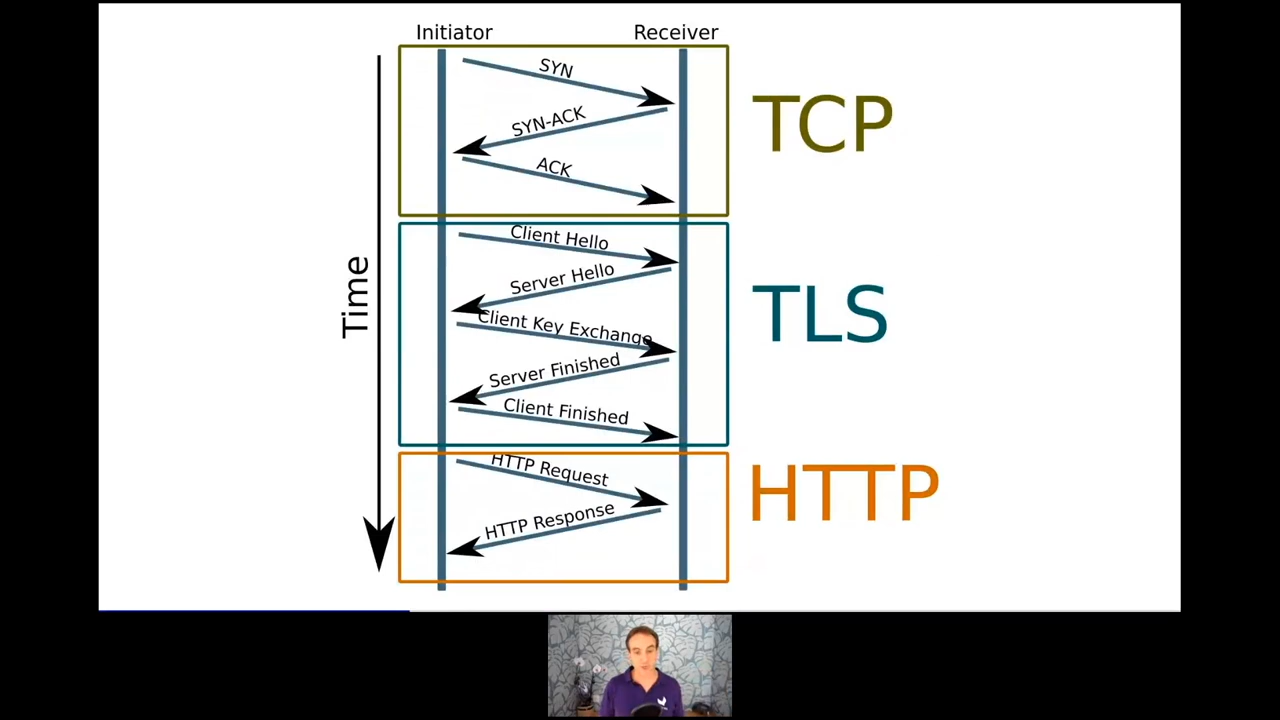 Initiator
Receiver
SYN
SYN-ACK
ACK
TCP
Client Hello
Server Hello
Client Key Exchange
Server Finished
Client Finished
TLS
HTTP Request
HTTP Response
HTTP
Time